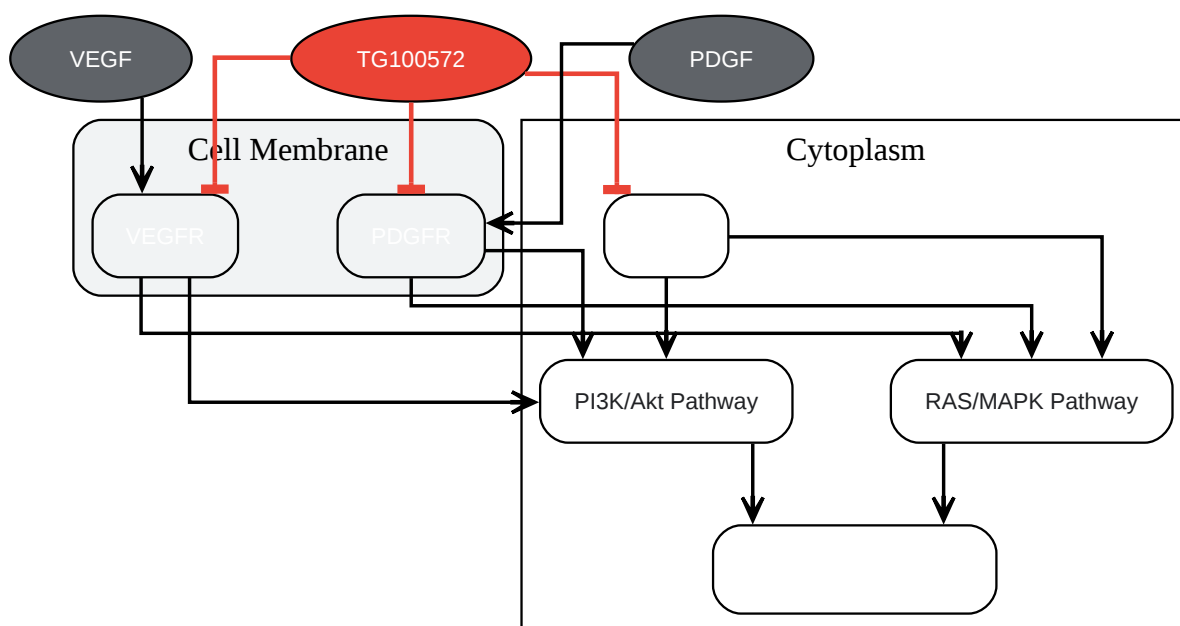 VEGF
TG100572
PDGF
Cell Membrane
Cytoplasm
VEGFR
PDGFR
PI3K/Akt Pathway
RAS/MAPK Pathway